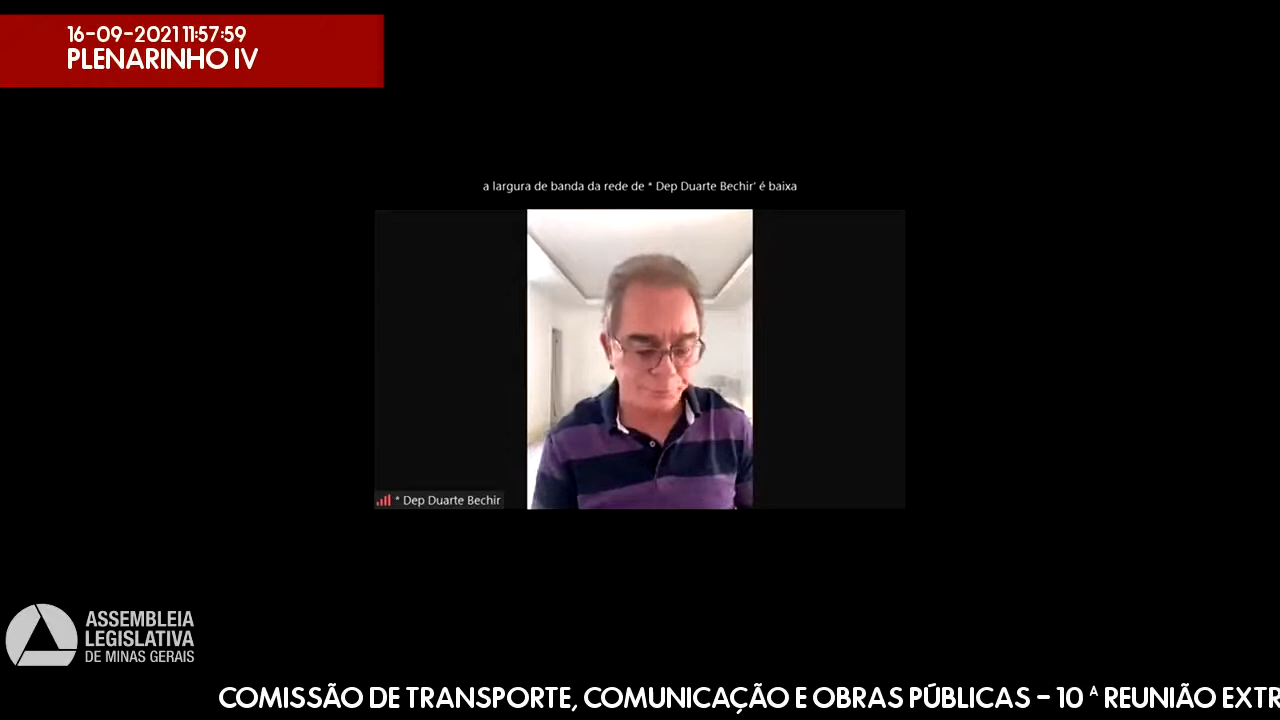 16-09-2021 11:57:59
PLENARINHO IV
a largura de banda da rede de * Dep Duarte Bechir' é baixa
* Dep Duarte Bechir
ASSEMBLEIA
LEGISLATIVA
DE MINAS GERAIS
COMISSÃO DE TRANSPORTE, COMUNICAÇÃO E OBRAS PÚBLICAS - 10 ª REUNIÃO EXTR